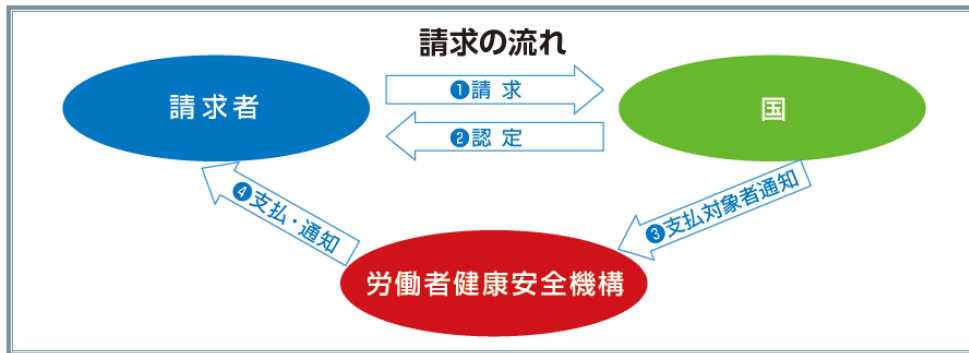 請求の流れ
請求者
❶請求
国
❷認定
❸支払対象者通知
❹支払・通知
労働者健康安全機構